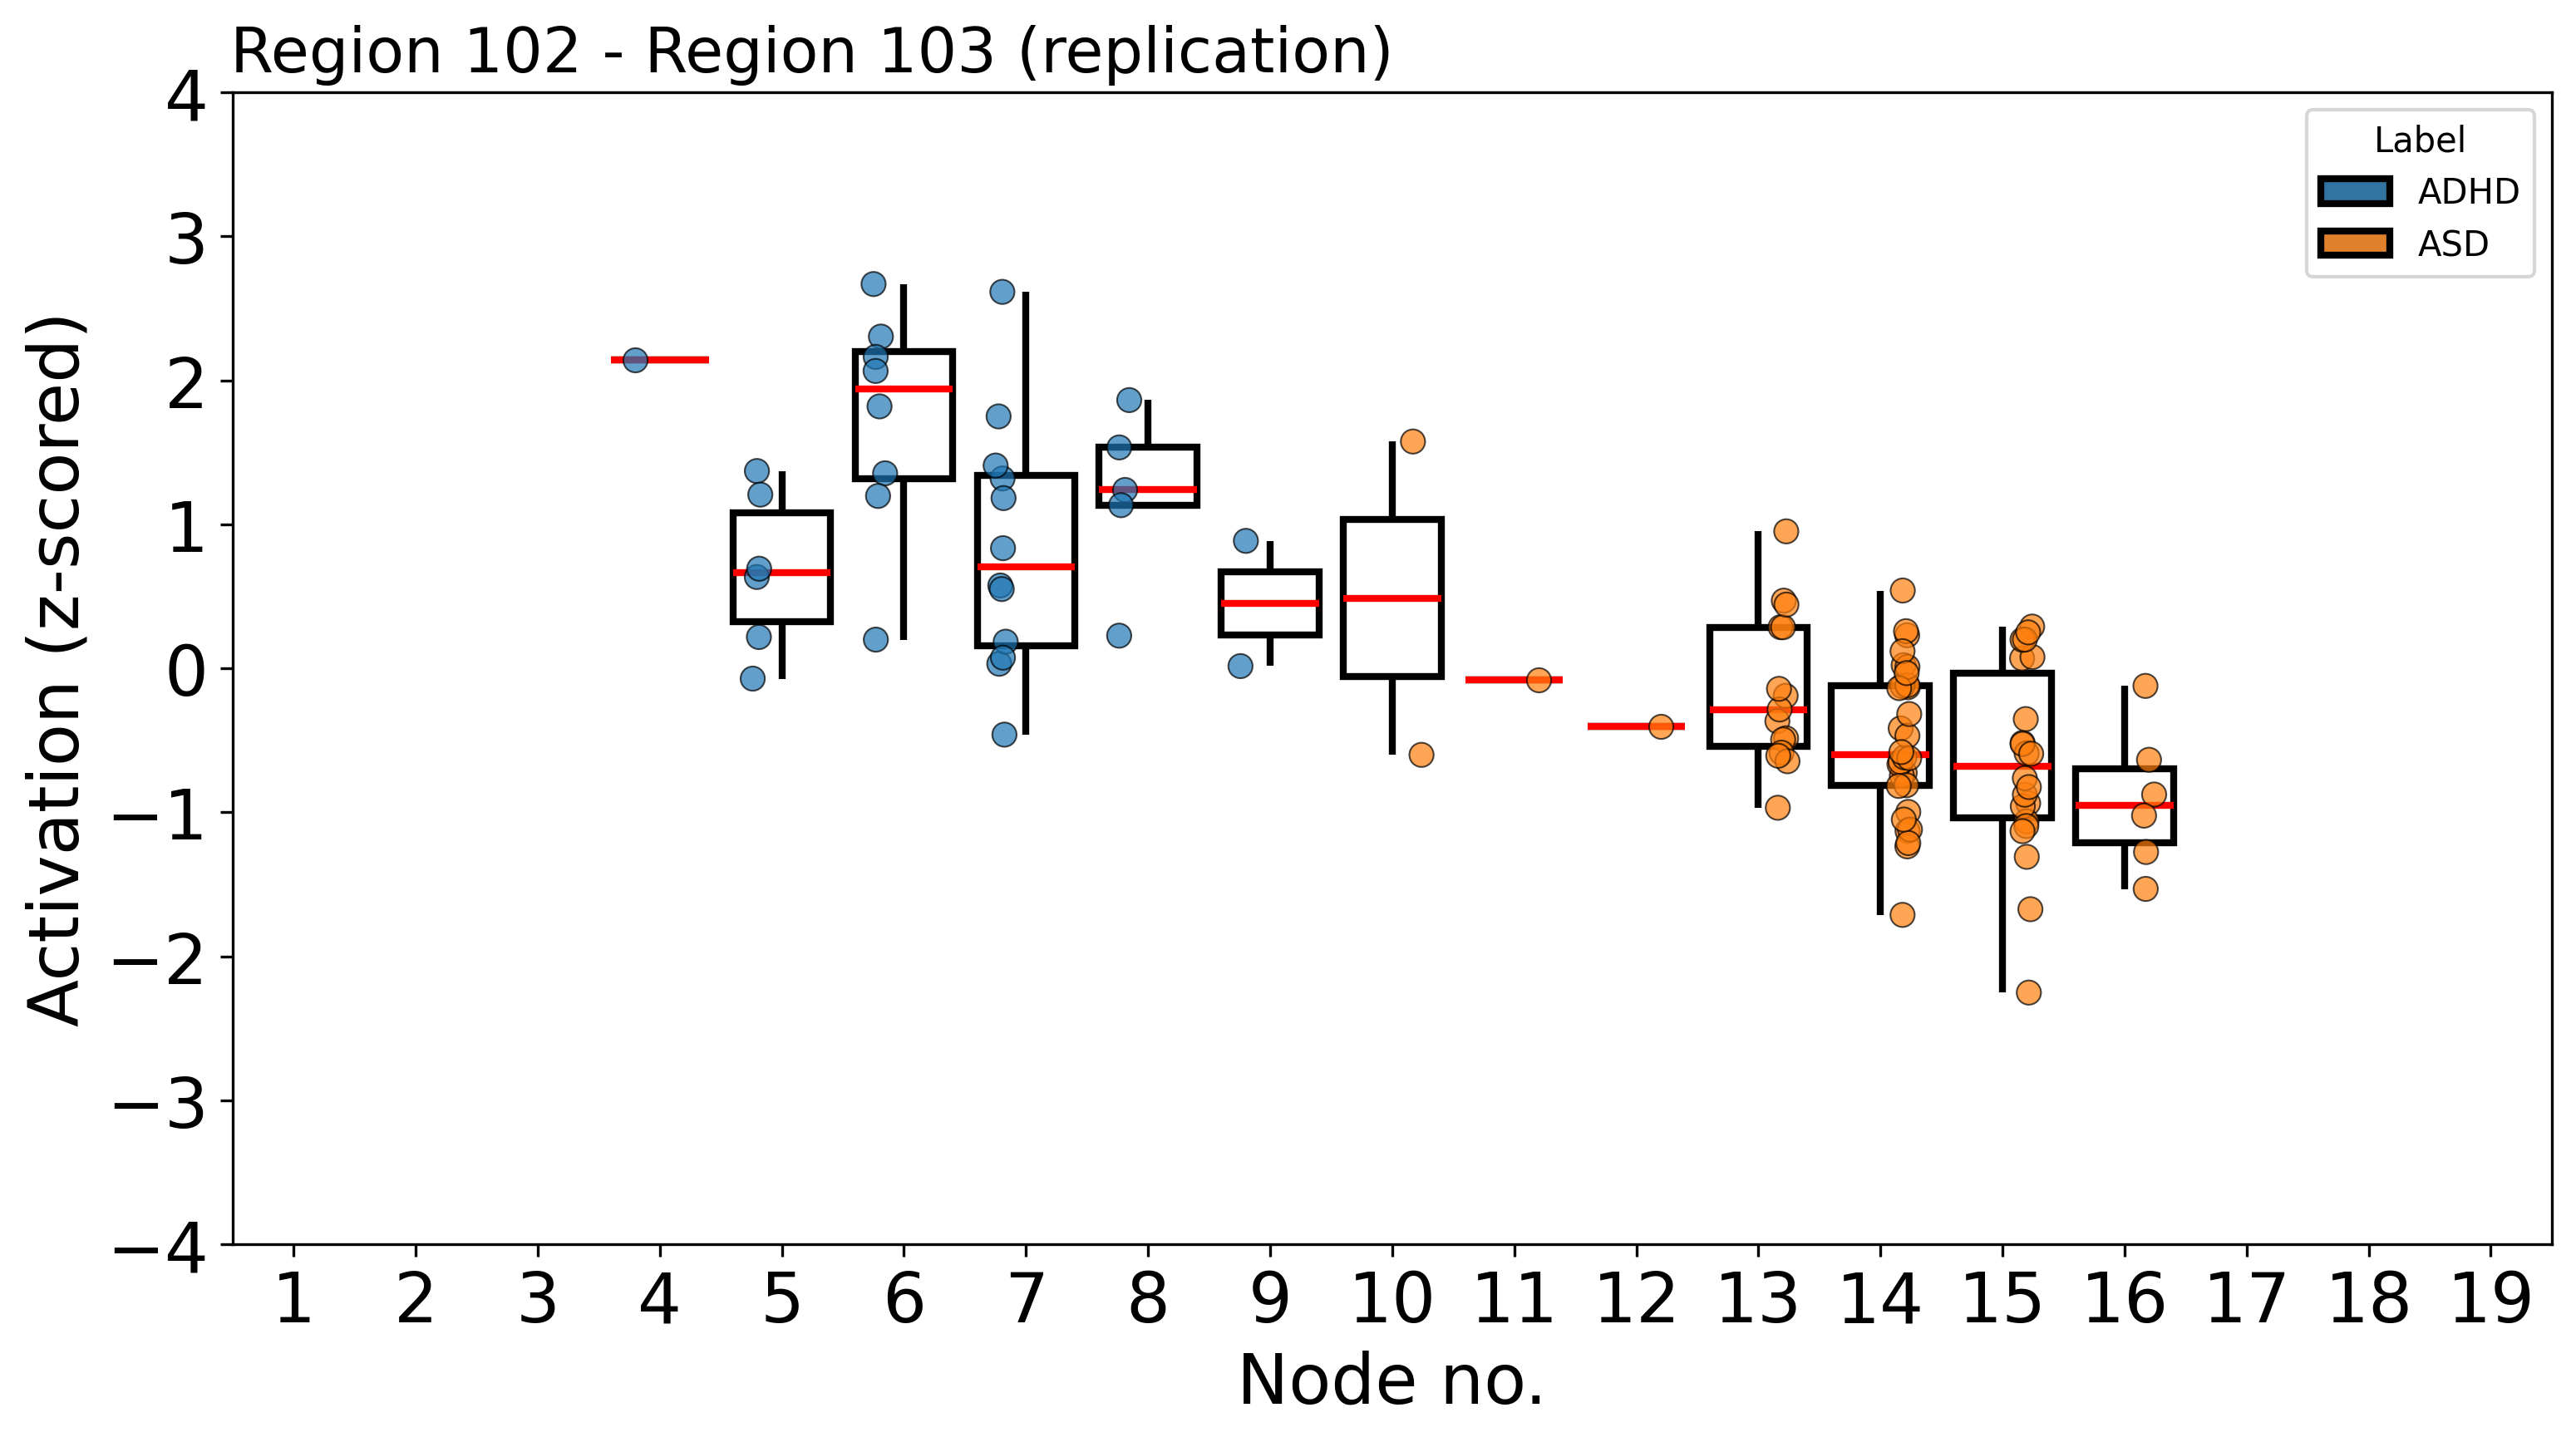 Region 102 - Region 103 (replication)
Activation (z-scored)
4
3
2
1
0
−1
−2
−3
−4
Label
ADHD
ASD
1 2 3 4 5 6 7 8 9 10 11 12 13 14 15 16 17 18 19
Node no.